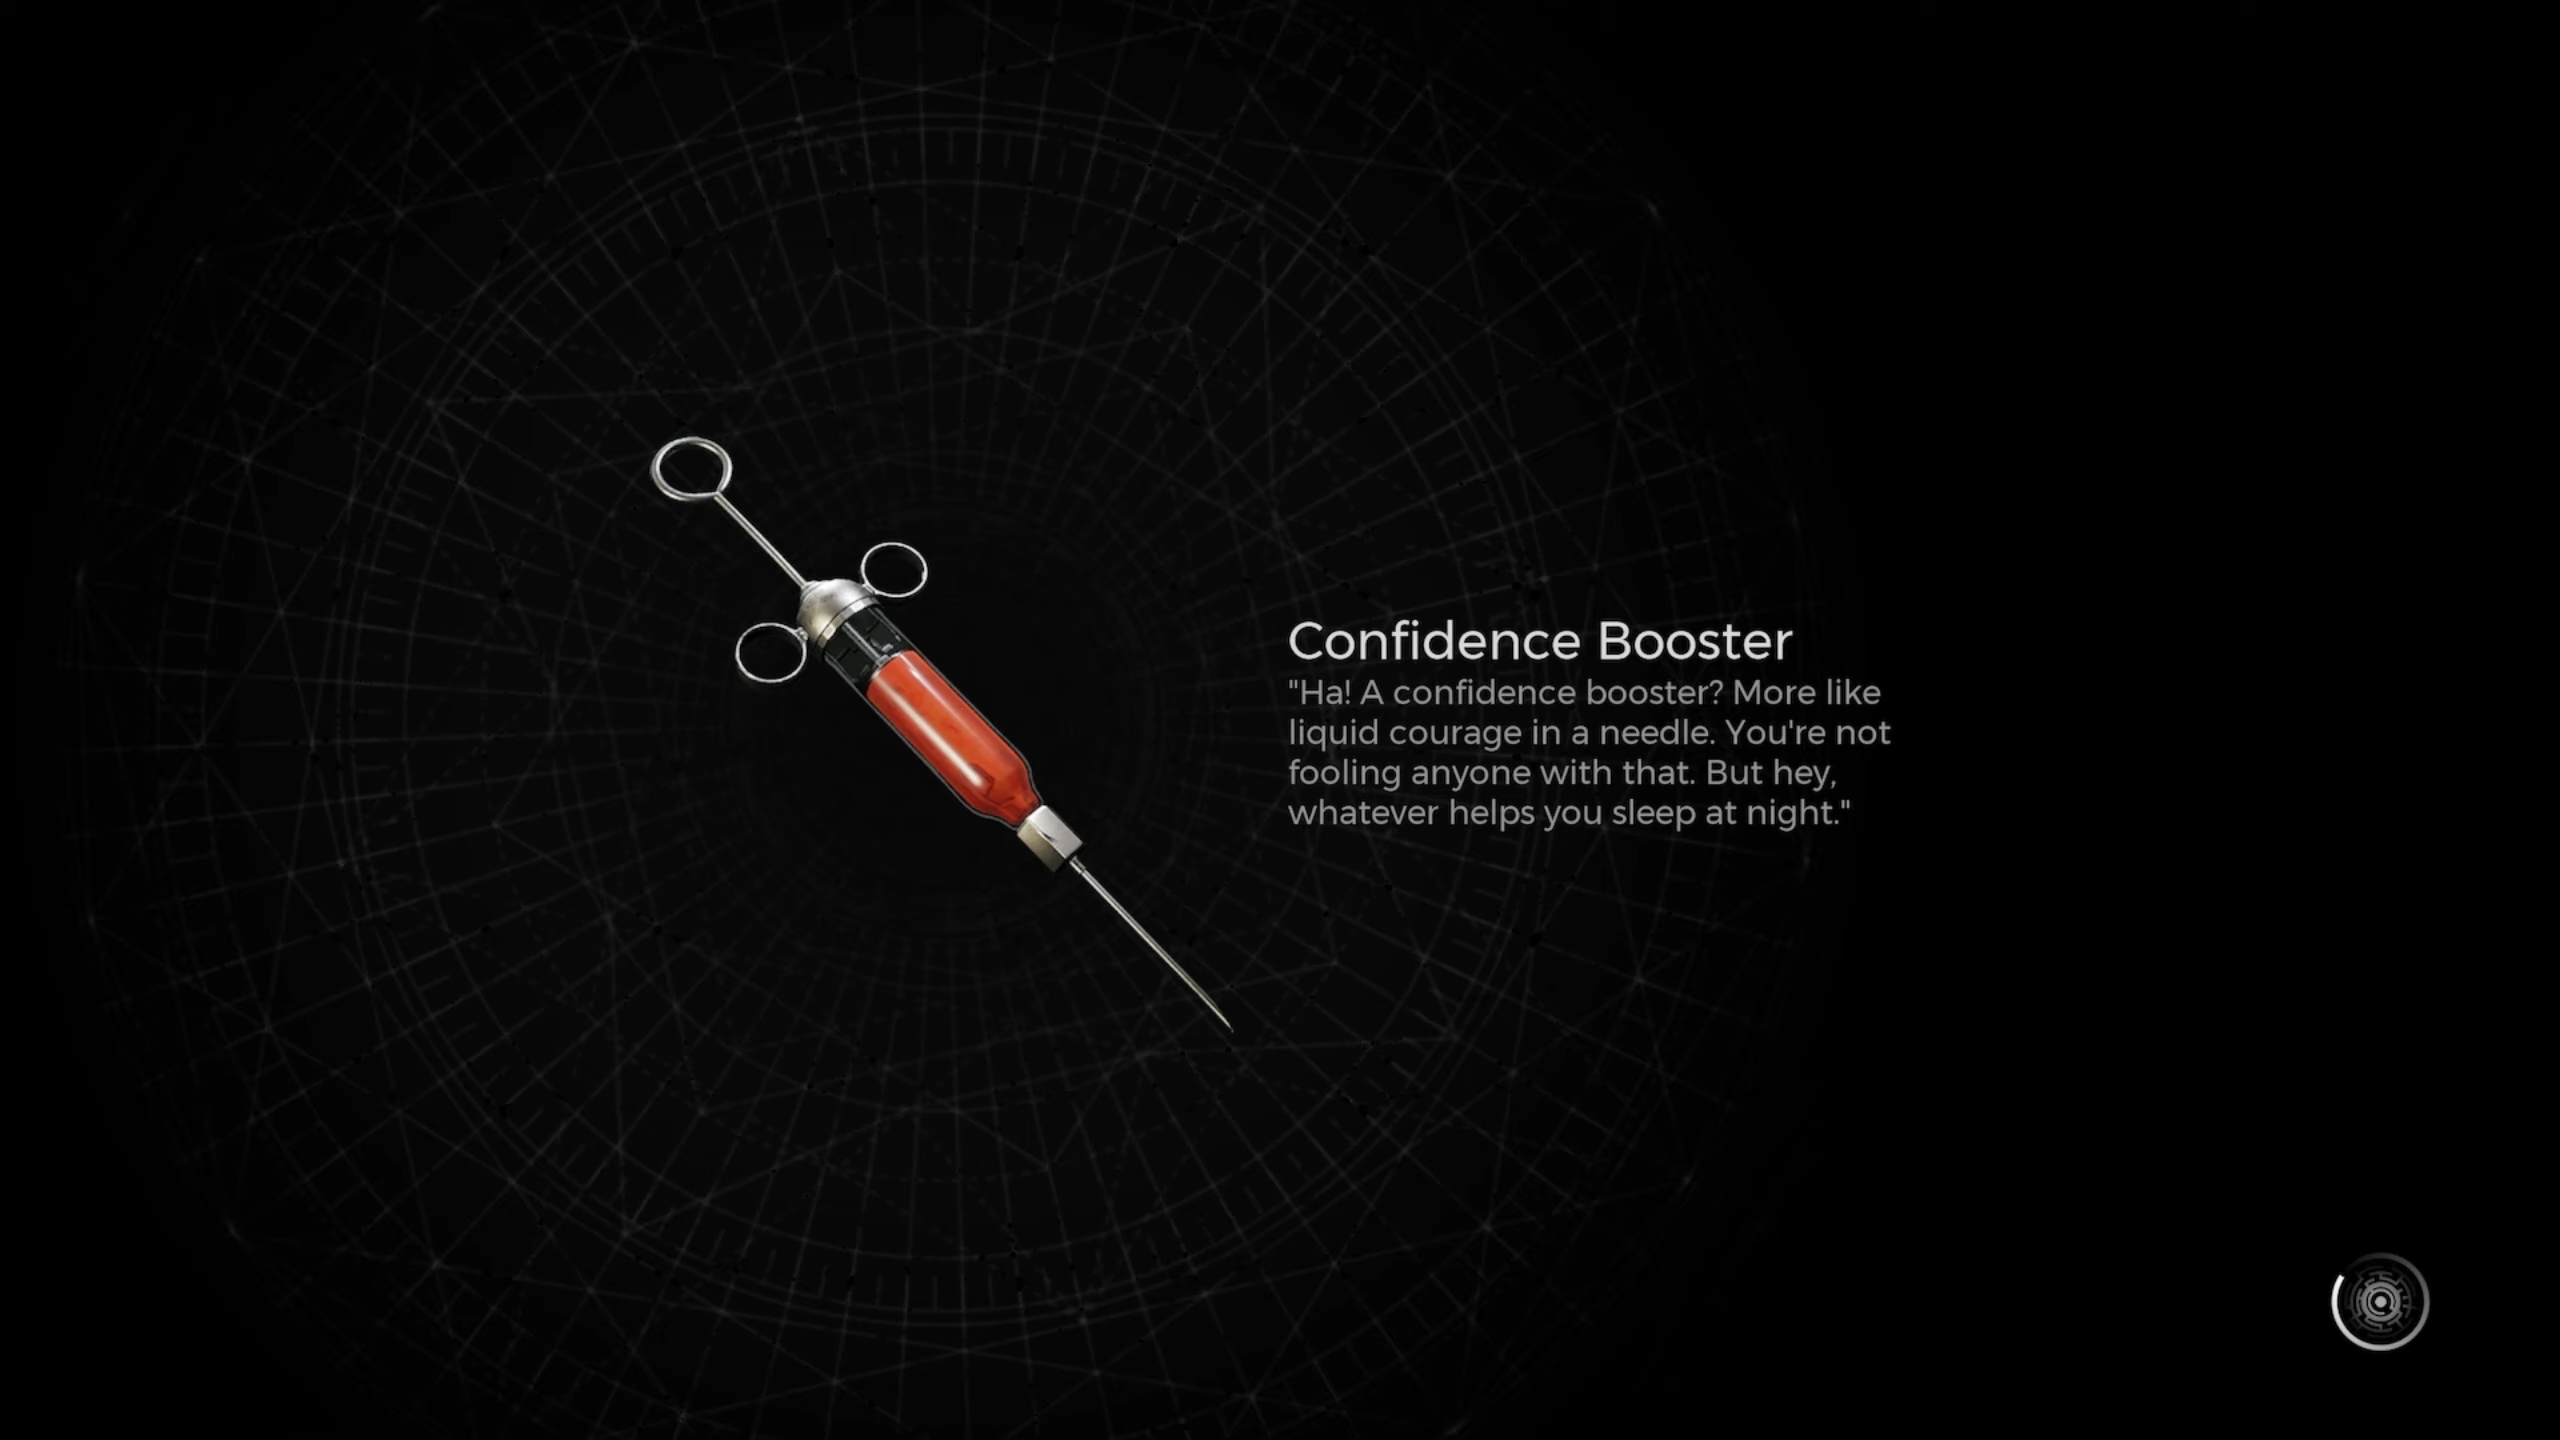 Confidence Booster
"Ha! A confidence booster? More like
liquid courage in a needle. You're not
fooling anyone with that. But hey,
whatever helps you sleep at night."